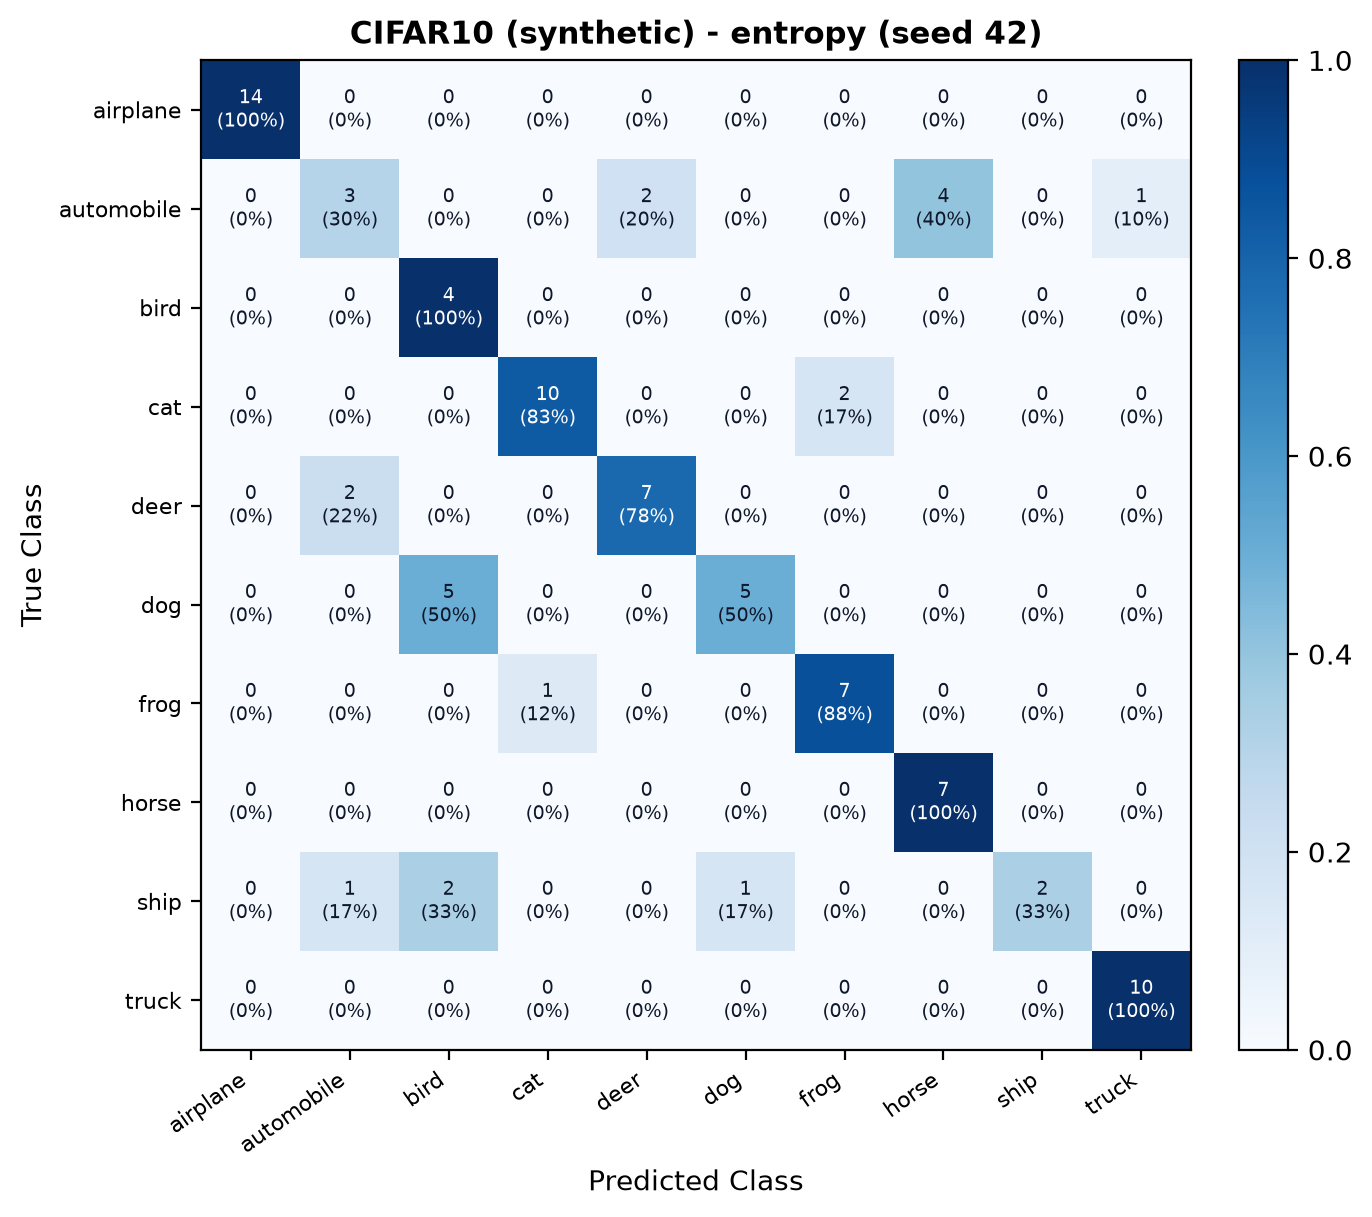 CIFAR10 (synthetic) - entropy (seed 42)
True Class
airplane
14 0 0 0 0 0 0 0 0 0
(100%) (0%) (0%) (0%) (0%) (0%) (0%) (0%) (0%) (0%)
automobile
0 3 0 0 2 0 0 4 0 1
(0%) (30%) (0%) (0%) (20%) (0%) (0%) (40%) (0%) (10%)
bird
0 0 4 0 0 0 0 0 0 0
(0%) (0%) (100%) (0%) (0%) (0%) (0%) (0%) (0%) (0%)
cat
0 0 0 10 0 0 2 0 0 0
(0%) (0%) (0%) (83%) (0%) (0%) (17%) (0%) (0%) (0%)
deer
0 2 0 0 7 0 0 0 0 0
(0%) (22%) (0%) (0%) (78%) (0%) (0%) (0%) (0%) (0%)
dog
0 0 5 0 0 5 0 0 0 0
(0%) (0%) (50%) (0%) (0%) (50%) (0%) (0%) (0%) (0%)
frog
0 0 0 1 0 0 7 0 0 0
(0%) (0%) (0%) (12%) (0%) (0%) (88%) (0%) (0%) (0%)
horse
0 0 0 0 0 0 0 7 0 0
(0%) (0%) (0%) (0%) (0%) (0%) (0%) (100%) (0%) (0%)
ship
0 1 2 0 0 1 0 0 2 0
(0%) (17%) (33%) (0%) (0%) (17%) (0%) (0%) (33%) (0%)
truck
0 0 0 0 0 0 0 0 0 10
(0%) (0%) (0%) (0%) (0%) (0%) (0%) (0%) (0%) (100%)
airplane automobile bird cat deer dog frog horse ship truck
Predicted Class
1.0
0.8
0.6
0.4
0.2
0.0